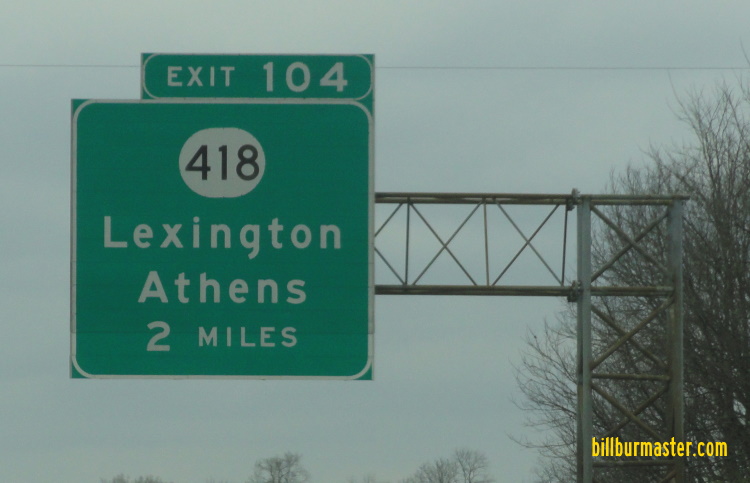 EXIT 104
418
Lexington
Athens
2 MILES
billburmaster.com